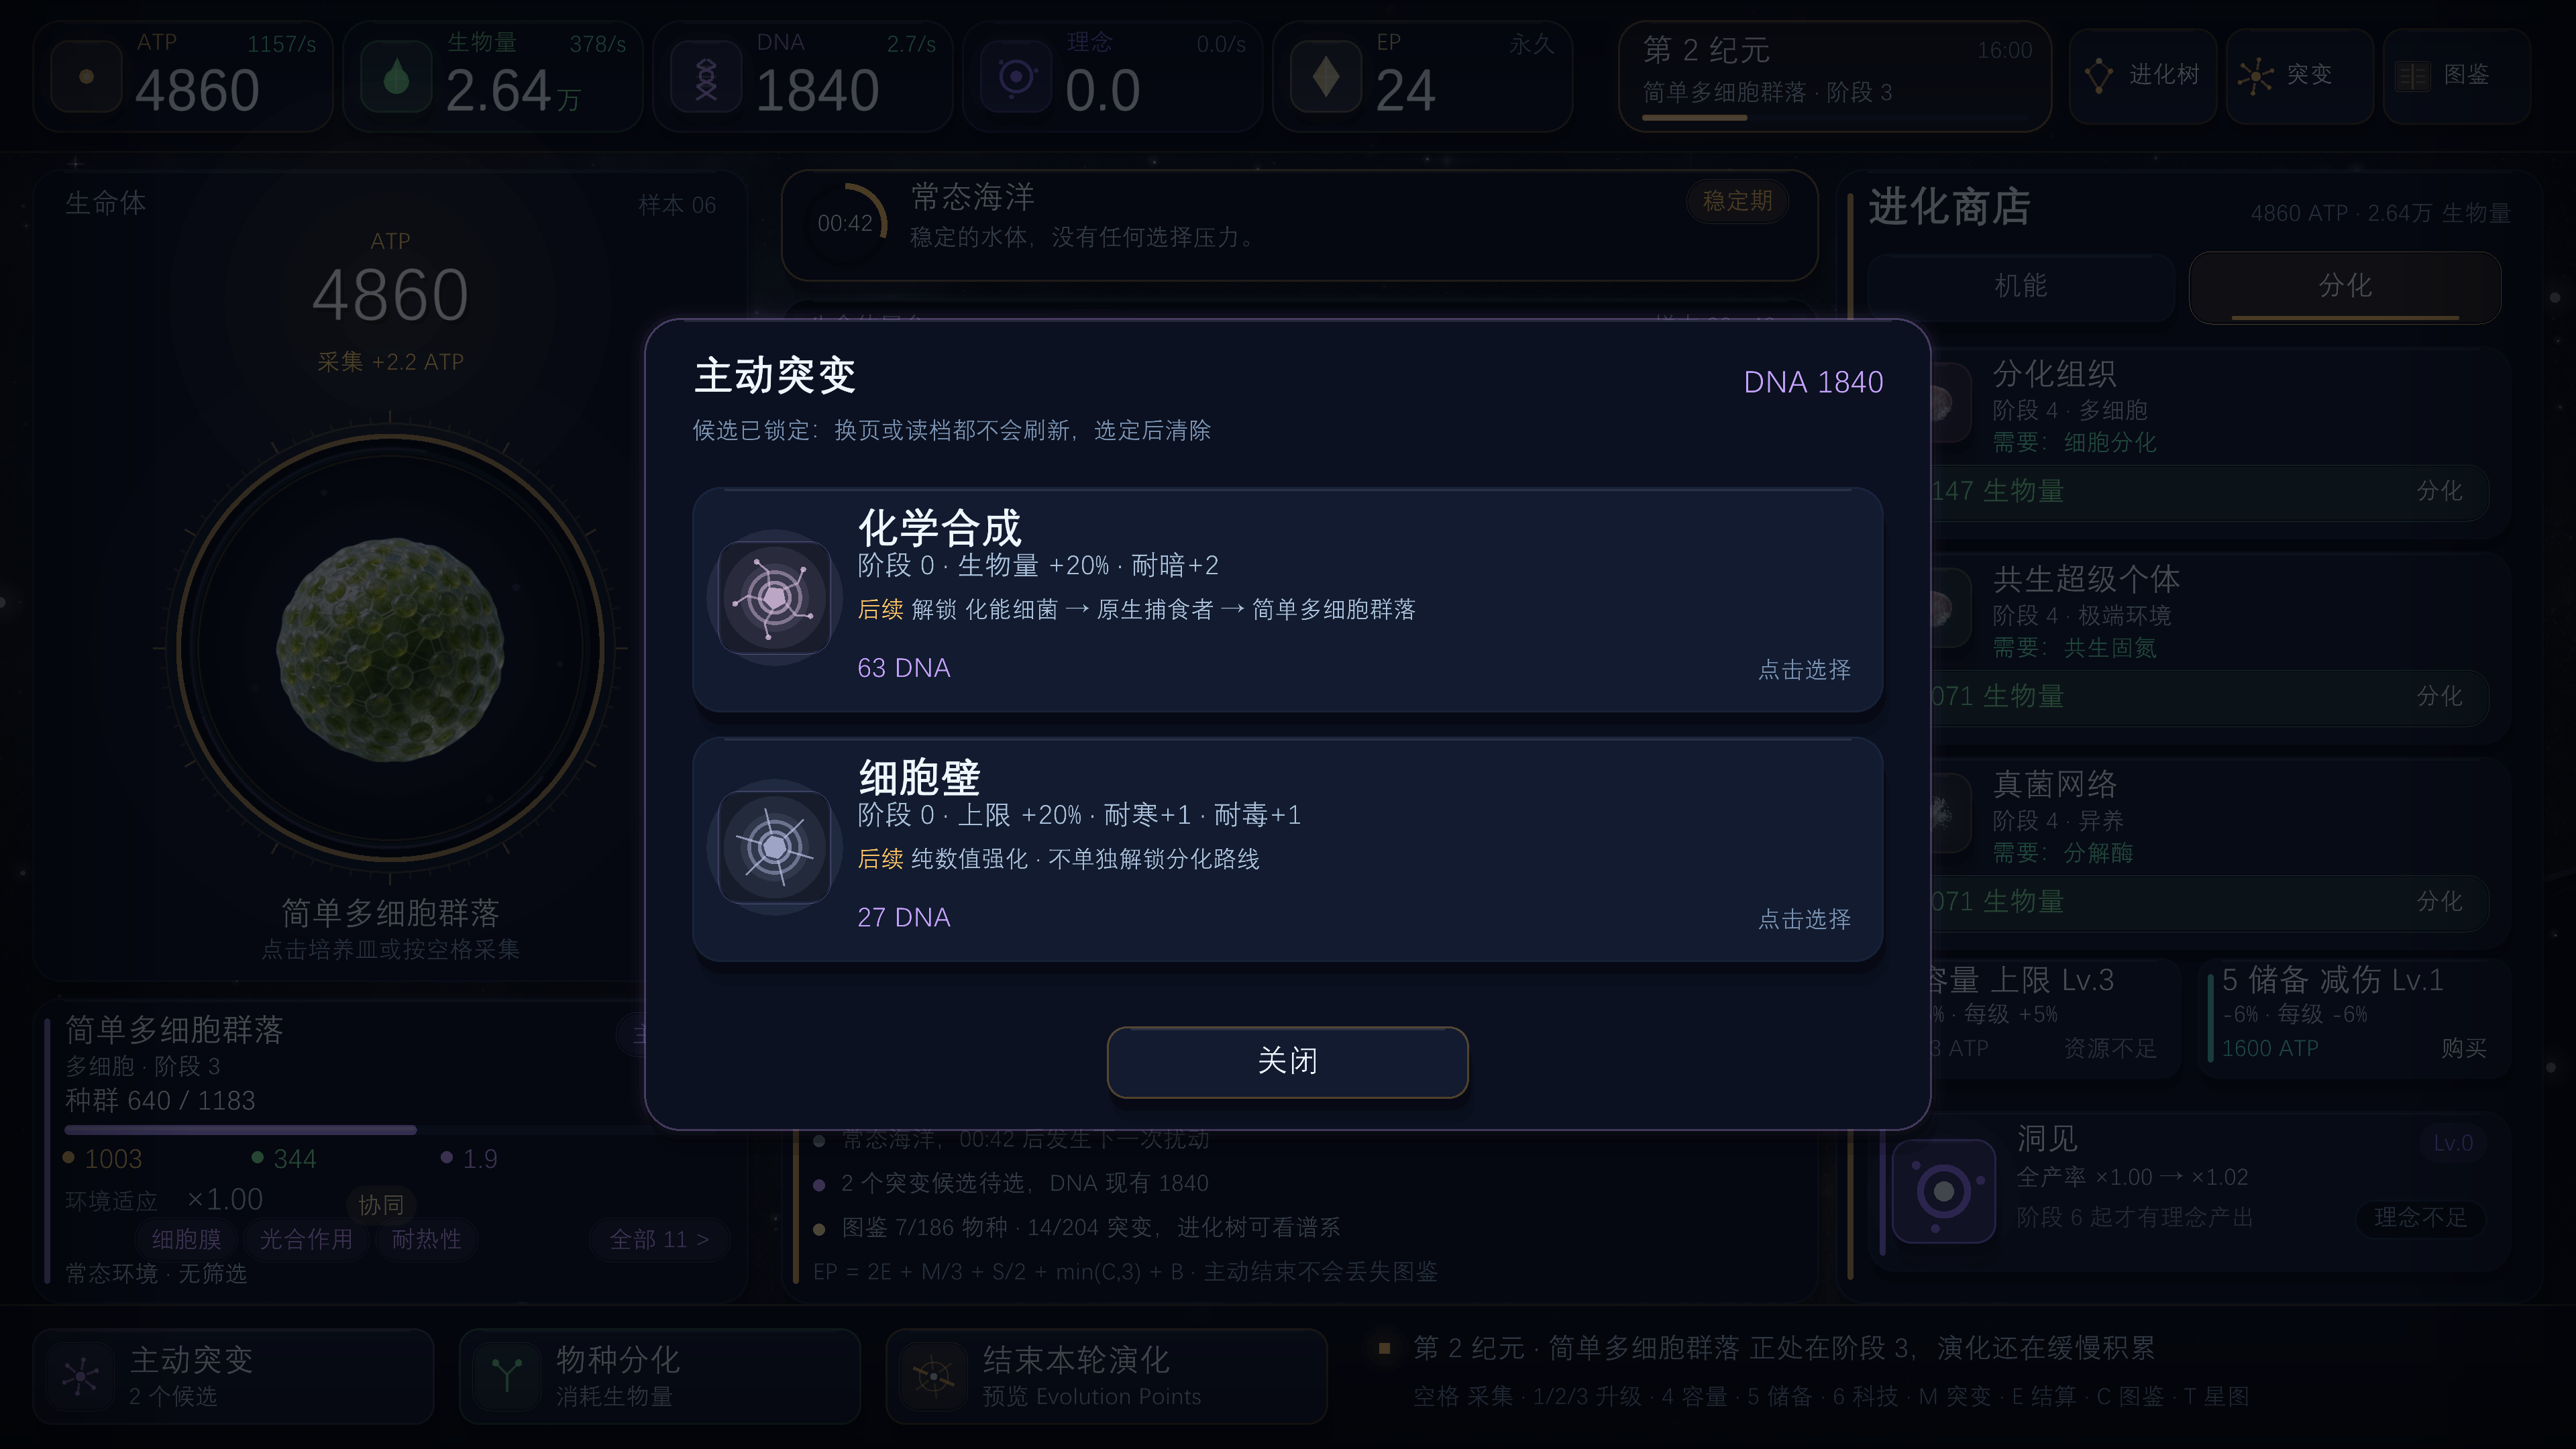 ATP 1157/s
4860
生物量 378/s
2.64万
DNA 2.7/s
1840
理念 0.0/s
0.0
EP 永久
24
第 2 纪元 16:00
简单多细胞群落 · 阶段 3
进化树
突变
图鉴
生命体 样本 06
ATP
4860
采集 +2.2 ATP
简单多细胞群落
点击培养皿或按空格采集
00:42
常态海洋 稳定期
稳定的水体，没有任何选择压力。
进化商店 4860 ATP · 2.64万 生物量
机能 分化
分化组织
阶段 4 · 多细胞
需要：细胞分化
147 生物量 分化
共生超级个体
阶段 4 · 极端环境
需要：共生固氮
071 生物量 分化
真菌网络
阶段 4 · 异养
需要：分解酶
071 生物量 分化
主动突变 DNA 1840
候选已锁定：换页或读档都不会刷新，选定后清除
化学合成
阶段 0 · 生物量 +20% · 耐暗+2
后续 解锁 化能细菌 → 原生捕食者 → 简单多细胞群落
63 DNA 点击选择
细胞壁
阶段 0 · 上限 +20% · 耐寒+1 · 耐毒+1
后续 纯数值强化 · 不单独解锁分化路线
27 DNA 点击选择
关闭
简单多细胞群落
多细胞 · 阶段 3
种群 640 / 1183
1003 344 1.9
环境适应 ×1.00 协同
细胞膜 光合作用 耐热性 全部 11 >
常态环境 · 无筛选
常态海洋，00:42 后发生下一次扰动
2 个突变候选待选，DNA 现有 1840
图鉴 7/186 物种 · 14/204 突变，进化树可看谱系
EP = 2E + M/3 + S/2 + min(C,3) + B · 主动结束不会丢失图鉴
容量 上限 Lv.3
% · 每级 +5%
3 ATP 资源不足
5 储备 减伤 Lv.1
-6% · 每级 -6%
1600 ATP 购买
洞见 Lv.0
全产率 ×1.00 → ×1.02
阶段 6 起才有理念产出 理念不足
主动突变
2 个候选
物种分化
消耗生物量
结束本轮演化
预览 Evolution Points
第 2 纪元 · 简单多细胞群落 正处在阶段 3，演化还在缓慢积累
空格 采集 · 1/2/3 升级 · 4 容量 · 5 储备 · 6 科技 · M 突变 · E 结算 · C 图鉴 · T 星图